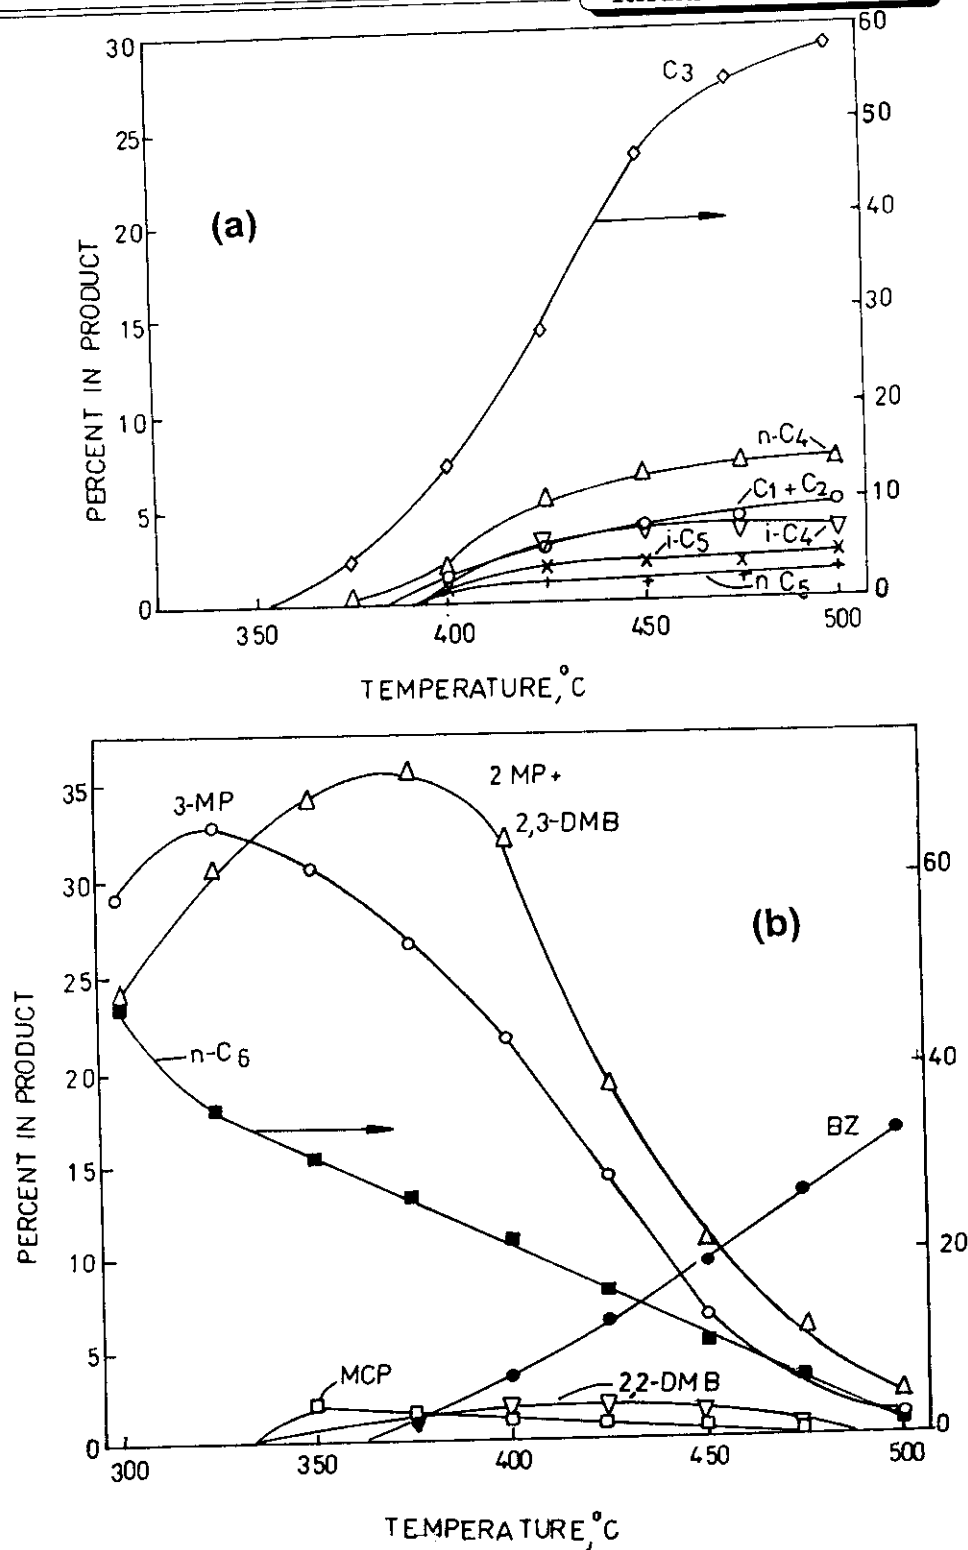 30
25
20
15
10
5
0
60
50
40
30
20
10
0
(a)
C3
n-C4
C1 + C2
i-C4
i-C5
n C5
PERCENT IN PRODUCT
350
400
450
500
TEMPERATURE, °C
35
30
25
20
15
10
5
0
60
40
20
0
3-MP
2 MP+
2,3-DMB
(b)
n-C6
BZ
MCP
2,2-DMB
PERCENT IN PRODUCT
300
350
400
450
500
TEMPERATURE, °C